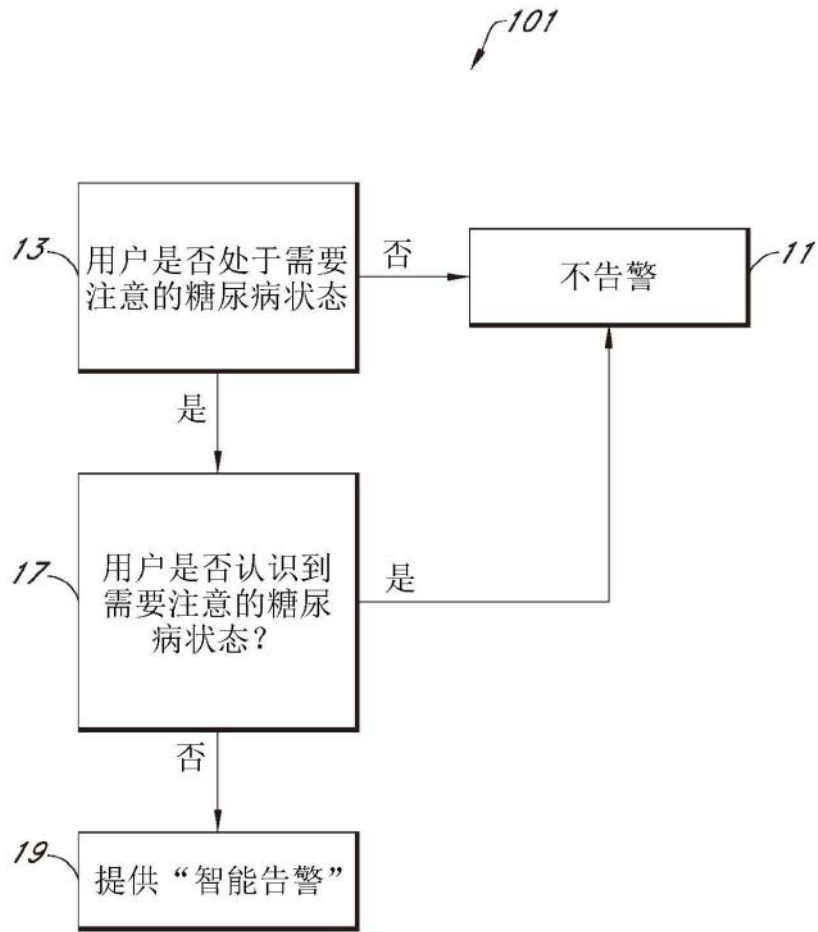 101
13
用户是否处于需要
注意的糖尿病状态
否
不告警
11
是
17
用户是否认识到
需要注意的糖尿
病状态？
是
否
19
提供“智能告警”